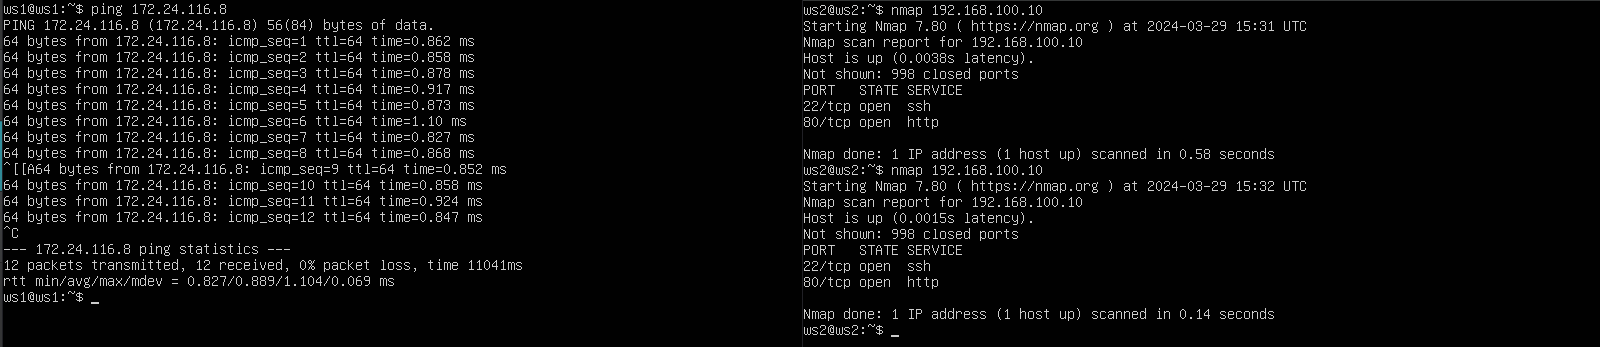 ws1@ws1:~$ ping 172.24.116.8
PING 172.24.116.8 (172.24.116.8) 56(84) bytes of data.
64 bytes from 172.24.116.8: icmp_seq=1 ttl=64 time=0.862 ms
64 bytes from 172.24.116.8: icmp_seq=2 ttl=64 time=0.858 ms
64 bytes from 172.24.116.8: icmp_seq=3 ttl=64 time=0.878 ms
64 bytes from 172.24.116.8: icmp_seq=4 ttl=64 time=0.917 ms
64 bytes from 172.24.116.8: icmp_seq=5 ttl=64 time=0.873 ms
64 bytes from 172.24.116.8: icmp_seq=6 ttl=64 time=1.10 ms
64 bytes from 172.24.116.8: icmp_seq=7 ttl=64 time=0.827 ms
64 bytes from 172.24.116.8: icmp_seq=8 ttl=64 time=0.868 ms
^[[A64 bytes from 172.24.116.8: icmp_seq=9 ttl=64 time=0.852 ms
64 bytes from 172.24.116.8: icmp_seq=10 ttl=64 time=0.858 ms
64 bytes from 172.24.116.8: icmp_seq=11 ttl=64 time=0.924 ms
64 bytes from 172.24.116.8: icmp_seq=12 ttl=64 time=0.847 ms
^C
--- 172.24.116.8 ping statistics ---
12 packets transmitted, 12 received, 0% packet loss, time 11041ms
rtt min/avg/max/mdev = 0.827/0.889/1.104/0.069 ms
ws1@ws1:~$ _
ws2@ws2:~$ nmap 192.168.100.10
Starting Nmap 7.80 ( https://nmap.org ) at 2024-03-29 15:31 UTC
Nmap scan report for 192.168.100.10
Host is up (0.0038s latency).
Not shown: 998 closed ports
PORT   STATE SERVICE
22/tcp open  ssh
80/tcp open  http
Nmap done: 1 IP address (1 host up) scanned in 0.58 seconds
ws2@ws2:~$ nmap 192.168.100.10
Starting Nmap 7.80 ( https://nmap.org ) at 2024-03-29 15:32 UTC
Nmap scan report for 192.168.100.10
Host is up (0.0015s latency).
Not shown: 998 closed ports
PORT   STATE SERVICE
22/tcp open  ssh
80/tcp open  http
Nmap done: 1 IP address (1 host up) scanned in 0.14 seconds
ws2@ws2:~$ _